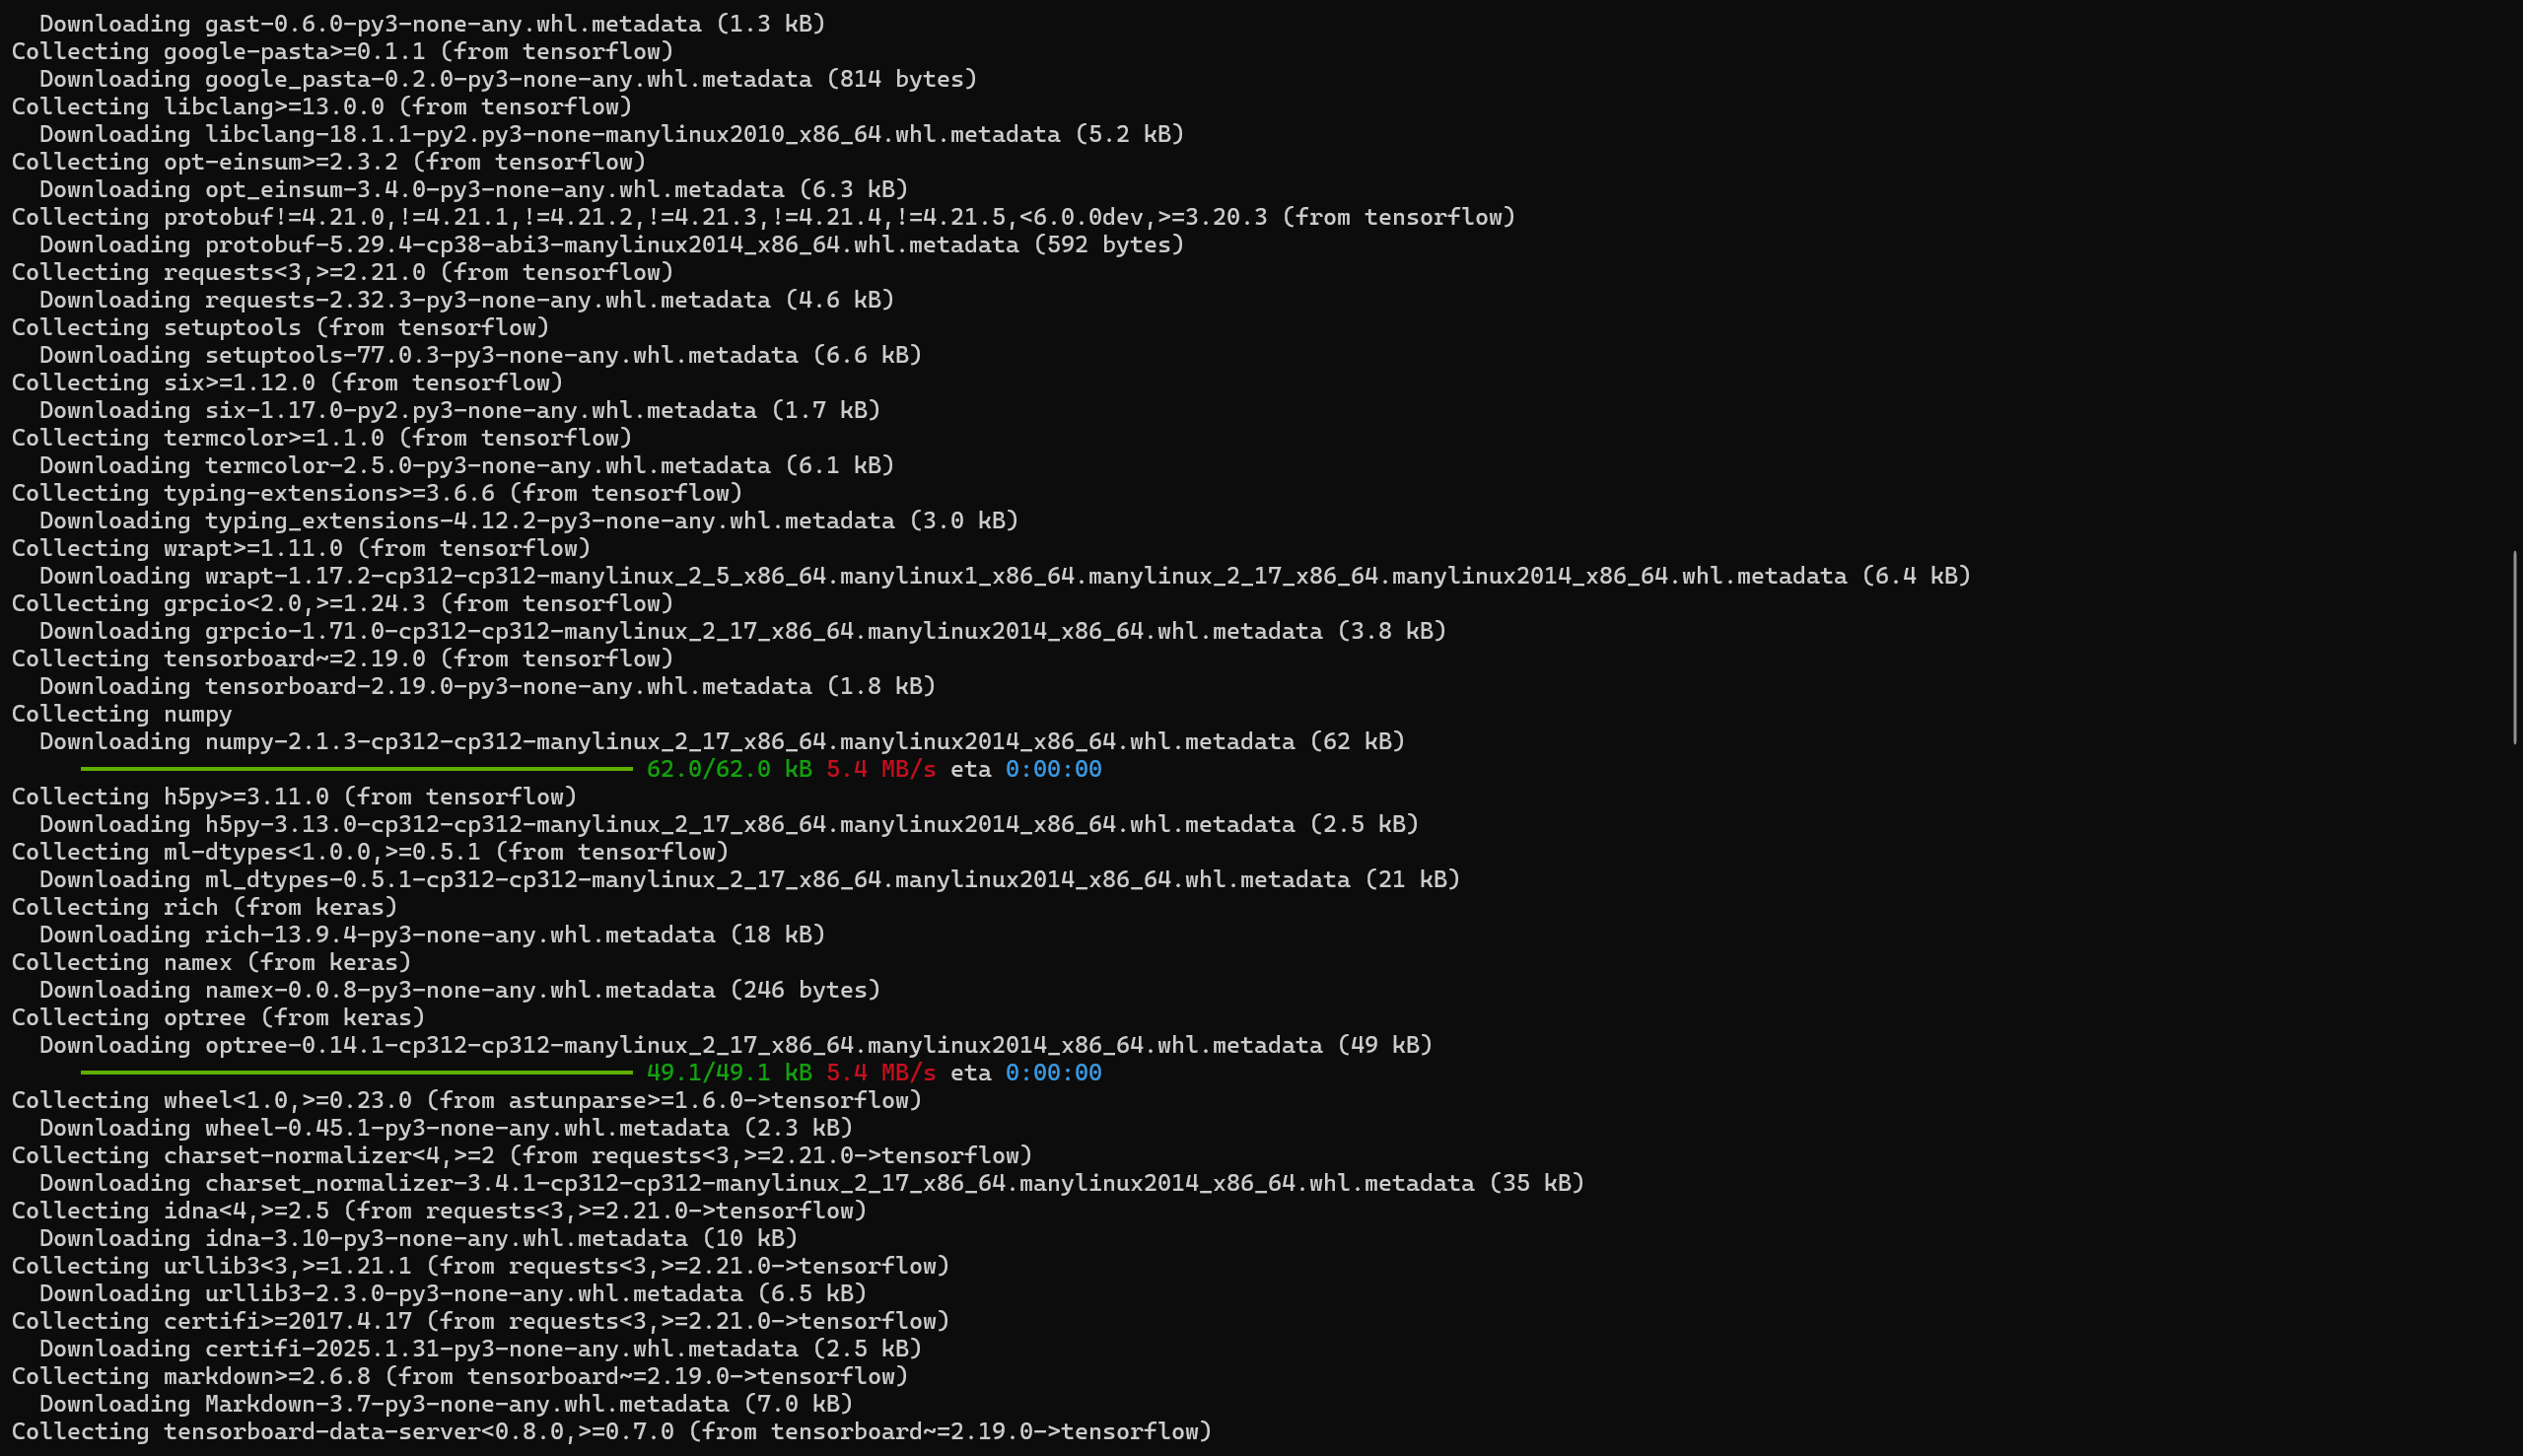 Downloading gast-0.6.0-py3-none-any.whl.metadata (1.3 kB)
Collecting google-pasta>=0.1.1 (from tensorflow)
Downloading google_pasta-0.2.0-py3-none-any.whl.metadata (814 bytes)
Collecting libclang>=13.0.0 (from tensorflow)
Downloading libclang-18.1.1-py2.py3-none-manylinux2010_x86_64.whl.metadata (5.2 kB)
Collecting opt-einsum>=2.3.2 (from tensorflow)
Downloading opt_einsum-3.4.0-py3-none-any.whl.metadata (6.3 kB)
Collecting protobuf!=4.21.0,!=4.21.1,!=4.21.2,!=4.21.3,!=4.21.4,!=4.21.5,<6.0.0dev,>=3.20.3 (from tensorflow)
Downloading protobuf-5.29.4-cp38-abi3-manylinux2014_x86_64.whl.metadata (592 bytes)
Collecting requests<3,>=2.21.0 (from tensorflow)
Downloading requests-2.32.3-py3-none-any.whl.metadata (4.6 kB)
Collecting setuptools (from tensorflow)
Downloading setuptools-77.0.3-py3-none-any.whl.metadata (6.6 kB)
Collecting six>=1.12.0 (from tensorflow)
Downloading six-1.17.0-py2.py3-none-any.whl.metadata (1.7 kB)
Collecting termcolor>=1.1.0 (from tensorflow)
Downloading termcolor-2.5.0-py3-none-any.whl.metadata (6.1 kB)
Collecting typing-extensions>=3.6.6 (from tensorflow)
Downloading typing_extensions-4.12.2-py3-none-any.whl.metadata (3.0 kB)
Collecting wrapt>=1.11.0 (from tensorflow)
Downloading wrapt-1.17.2-cp312-cp312-manylinux_2_5_x86_64.manylinux1_x86_64.manylinux_2_17_x86_64.manylinux2014_x86_64.whl.metadata (6.4 kB)
Collecting grpcio<2.0,>=1.24.3 (from tensorflow)
Downloading grpcio-1.71.0-cp312-cp312-manylinux_2_17_x86_64.manylinux2014_x86_64.whl.metadata (3.8 kB)
Collecting tensorboard~=2.19.0 (from tensorflow)
Downloading tensorboard-2.19.0-py3-none-any.whl.metadata (1.8 kB)
Collecting numpy
Downloading numpy-2.1.3-cp312-cp312-manylinux_2_17_x86_64.manylinux2014_x86_64.whl.metadata (62 kB)
62.0/62.0 kB 5.4 MB/s eta 0:00:00
Collecting h5py>=3.11.0 (from tensorflow)
Downloading h5py-3.13.0-cp312-cp312-manylinux_2_17_x86_64.manylinux2014_x86_64.whl.metadata (2.5 kB)
Collecting ml-dtypes<1.0.0,>=0.5.1 (from tensorflow)
Downloading ml_dtypes-0.5.1-cp312-cp312-manylinux_2_17_x86_64.manylinux2014_x86_64.whl.metadata (21 kB)
Collecting rich (from keras)
Downloading rich-13.9.4-py3-none-any.whl.metadata (18 kB)
Collecting namex (from keras)
Downloading namex-0.0.8-py3-none-any.whl.metadata (246 bytes)
Collecting optree (from keras)
Downloading optree-0.14.1-cp312-cp312-manylinux_2_17_x86_64.manylinux2014_x86_64.whl.metadata (49 kB)
49.1/49.1 kB 5.4 MB/s eta 0:00:00
Collecting wheel<1.0,>=0.23.0 (from astunparse>=1.6.0->tensorflow)
Downloading wheel-0.45.1-py3-none-any.whl.metadata (2.3 kB)
Collecting charset-normalizer<4,>=2 (from requests<3,>=2.21.0->tensorflow)
Downloading charset_normalizer-3.4.1-cp312-cp312-manylinux_2_17_x86_64.manylinux2014_x86_64.whl.metadata (35 kB)
Collecting idna<4,>=2.5 (from requests<3,>=2.21.0->tensorflow)
Downloading idna-3.10-py3-none-any.whl.metadata (10 kB)
Collecting urllib3<3,>=1.21.1 (from requests<3,>=2.21.0->tensorflow)
Downloading urllib3-2.3.0-py3-none-any.whl.metadata (6.5 kB)
Collecting certifi>=2017.4.17 (from requests<3,>=2.21.0->tensorflow)
Downloading certifi-2025.1.31-py3-none-any.whl.metadata (2.5 kB)
Collecting markdown>=2.6.8 (from tensorboard~=2.19.0->tensorflow)
Downloading Markdown-3.7-py3-none-any.whl.metadata (7.0 kB)
Collecting tensorboard-data-server<0.8.0,>=0.7.0 (from tensorboard~=2.19.0->tensorflow)